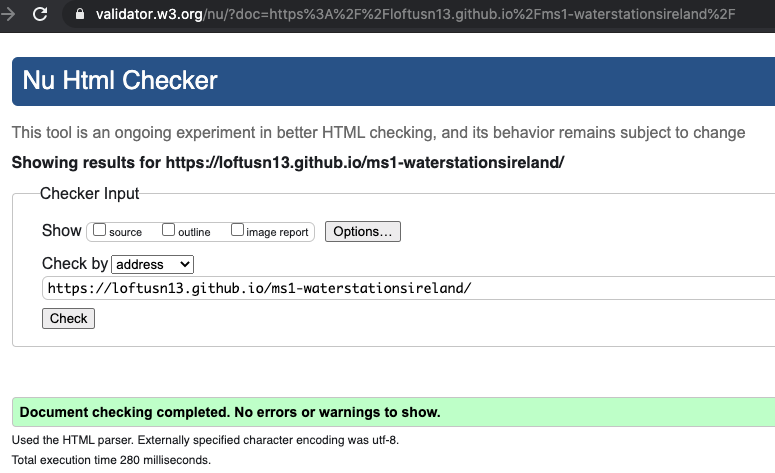 validator.w3.org/nu/?doc=https%3A%2F%2Floftusn13.github.io%2Fms1-waterstationsireland%2F
Nu Html Checker
This tool is an ongoing experiment in better HTML checking, and its behavior remains subject to change
Showing results for https://loftusn13.github.io/ms1-waterstationsireland/
Checker Input
Show source outline image report Options...
Check by address
https://loftusn13.github.io/ms1-waterstationsireland/
Check
Document checking completed. No errors or warnings to show.
Used the HTML parser. Externally specified character encoding was utf-8.
Total execution time 280 milliseconds.